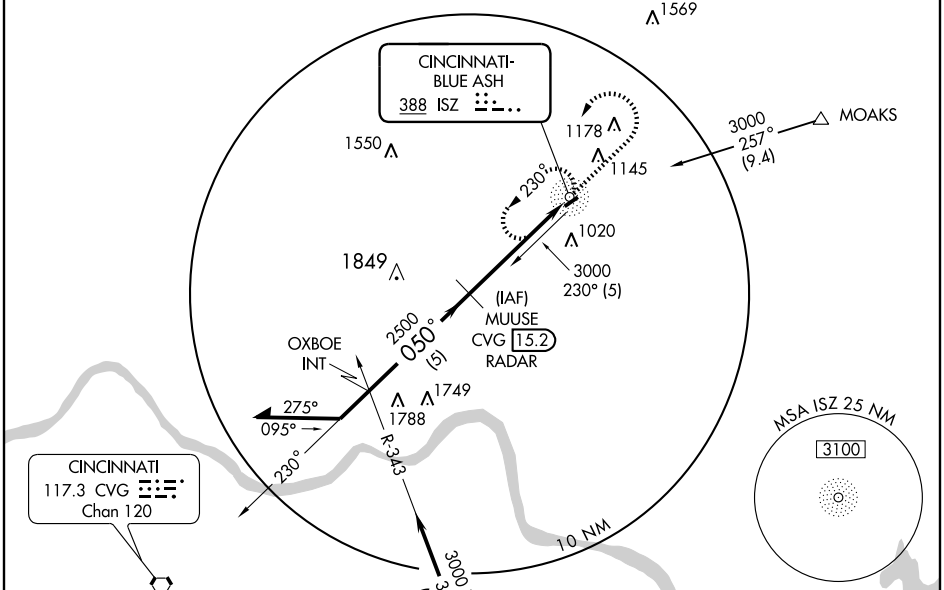 1569
CINCINNATI-
BLUE ASH
388 ISZ
1550
1178
1145
3000
257°
(9.4)
MOAKS
230°
1020
3000
230° (5)
1849
(IAF)
MUUSE
CVG 15.2
RADAR
2500
050°
(5)
OXBOE
INT
1749
1788
275°
095°
230°
R-343
MSA ISZ 25 NM
3100
CINCINNATI
117.3 CVG
Chan 120
10 NM
3000